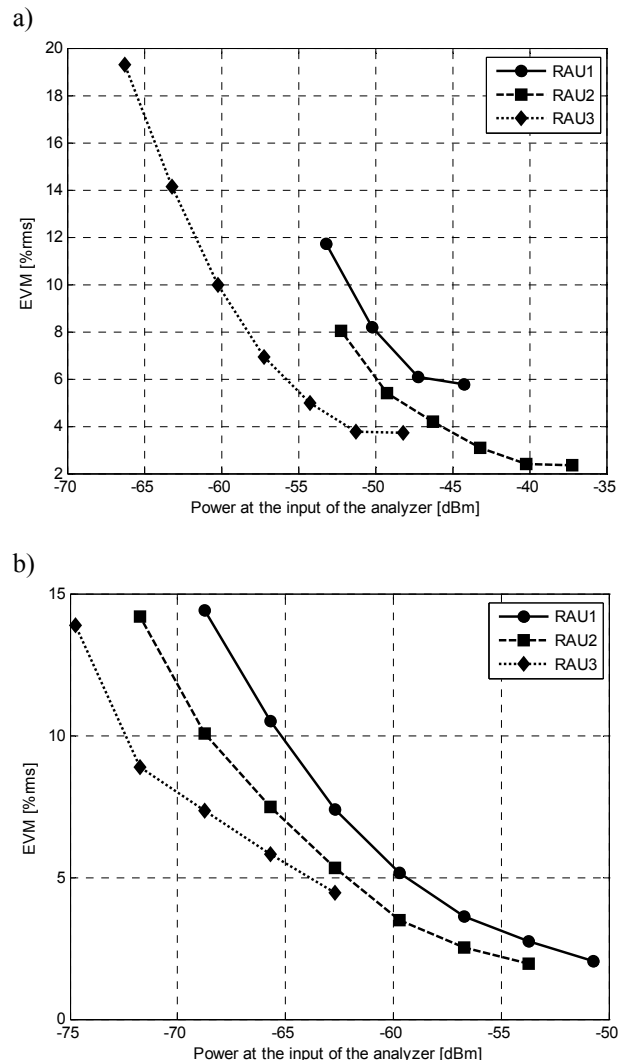 a)
20
18
16
14
12
10
8
6
4
2
EVM [%rms]
RAU1
RAU2
RAU3
-70 -65 -60 -55 -50 -45 -40 -35
Power at the input of the analyzer [dBm]
b)
15
10
5
0
EVM [%rms]
RAU1
RAU2
RAU3
-75 -70 -65 -60 -55 -50
Power at the input of the analyzer [dBm]